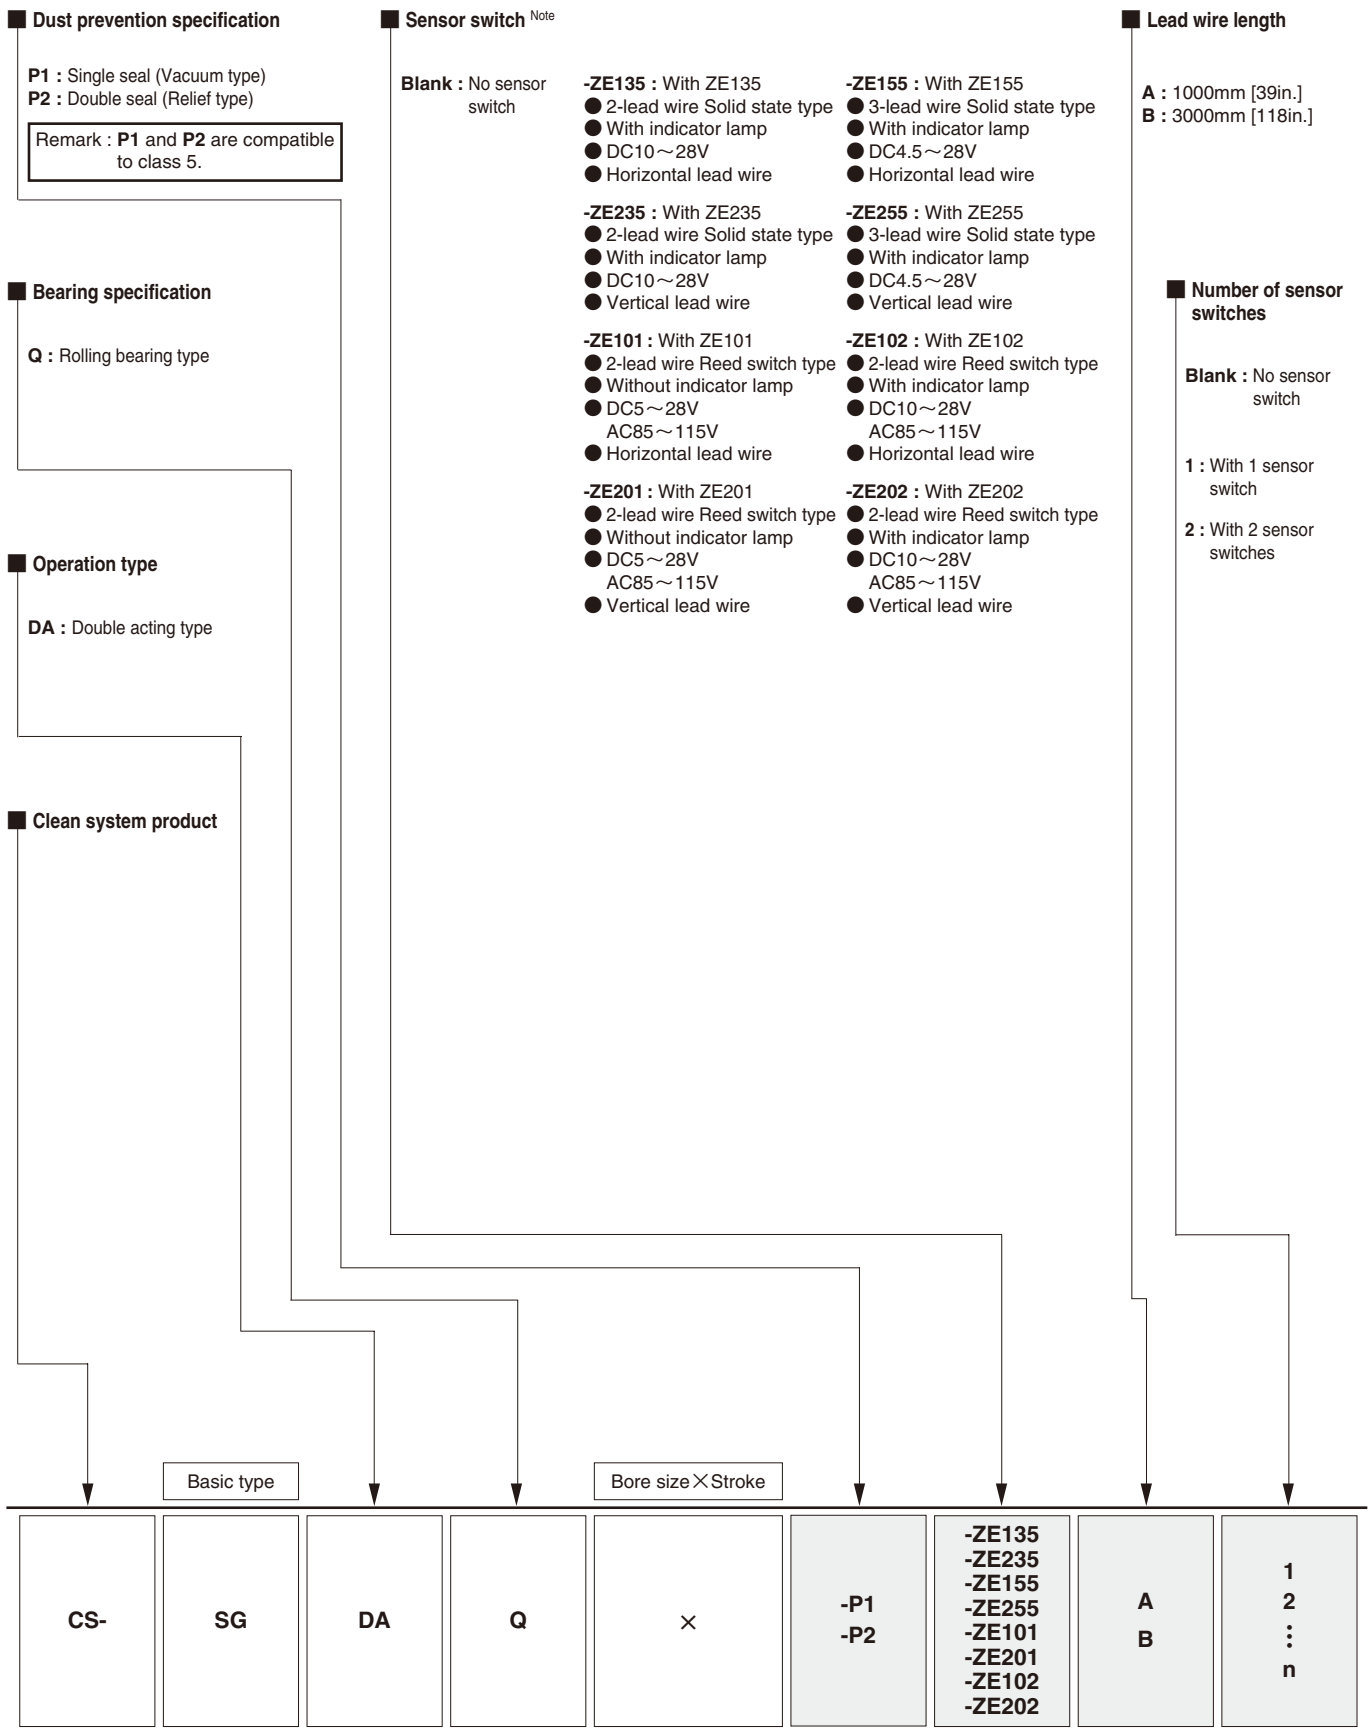 ■ Dust prevention specification
P1 : Single seal (Vacuum type)
P2 : Double seal (Relief type)
Remark : P1 and P2 are compatible
to class 5.
■ Bearing specification
Q : Rolling bearing type
■ Operation type
DA : Double acting type
■ Clean system product
■ Sensor switch Note
Blank : No sensor
switch
-ZE135 : With ZE135
● 2-lead wire Solid state type
● With indicator lamp
● DC10～28V
● Horizontal lead wire
-ZE235 : With ZE235
● 2-lead wire Solid state type
● With indicator lamp
● DC10～28V
● Vertical lead wire
-ZE101 : With ZE101
● 2-lead wire Reed switch type
● Without indicator lamp
● DC5～28V
AC85～115V
● Horizontal lead wire
-ZE201 : With ZE201
● 2-lead wire Reed switch type
● Without indicator lamp
● DC5～28V
AC85～115V
● Vertical lead wire
-ZE155 : With ZE155
● 3-lead wire Solid state type
● With indicator lamp
● DC4.5～28V
● Horizontal lead wire
-ZE255 : With ZE255
● 3-lead wire Solid state type
● With indicator lamp
● DC4.5～28V
● Vertical lead wire
-ZE102 : With ZE102
● 2-lead wire Reed switch type
● With indicator lamp
● DC10～28V
AC85～115V
● Horizontal lead wire
-ZE202 : With ZE202
● 2-lead wire Reed switch type
● With indicator lamp
● DC10～28V
AC85～115V
● Vertical lead wire
■ Lead wire length
A : 1000mm [39in.]
B : 3000mm [118in.]
■ Number of sensor
switches
Blank : No sensor
switch
1 : With 1 sensor
switch
2 : With 2 sensor
switches
Basic type
Bore size×Stroke
CS-
SG
DA
Q
×
-P1
-P2
-ZE135
-ZE235
-ZE155
-ZE255
-ZE101
-ZE201
-ZE102
-ZE202
A
B
1
2
⋮
n